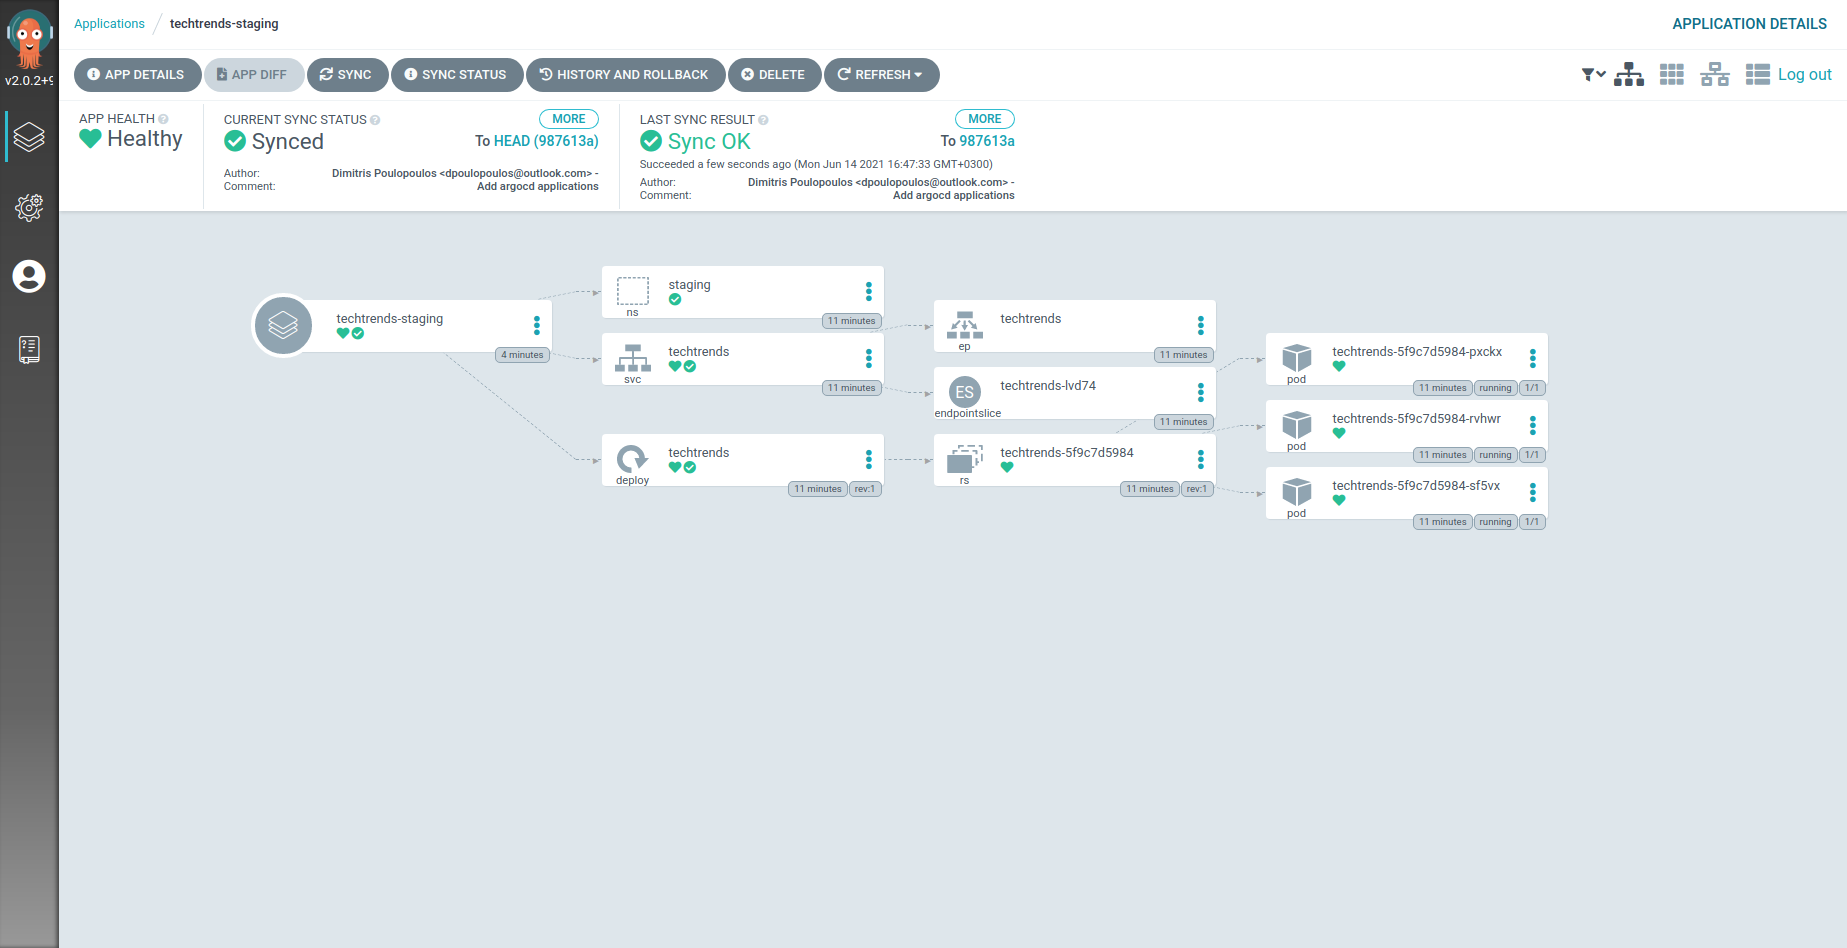 Applications / techtrends-staging
APPLICATION DETAILS
v2.0.2+9
APP DETAILS
APP DIFF
SYNC
SYNC STATUS
HISTORY AND ROLLBACK
DELETE
REFRESH
Log out
APP HEALTH
Healthy
CURRENT SYNC STATUS
MORE
Synced
To HEAD (987613a)
Author: Dimitris Poulopoulos <dpoulopoulos@outlook.com> -
Comment: Add argocd applications
LAST SYNC RESULT
MORE
Sync OK
To 987613a
Succeeded a few seconds ago (Mon Jun 14 2021 16:47:33 GMT+0300)
Author: Dimitris Poulopoulos <dpoulopoulos@outlook.com> -
Comment: Add argocd applications
techtrends-staging
4 minutes
staging
ns
11 minutes
techtrends
svc
11 minutes
techtrends
deploy
11 minutes rev:1
techtrends
ep
11 minutes
ES
techtrends-lvd74
endpointslice
11 minutes
techtrends-5f9c7d5984
rs
11 minutes rev:1
techtrends-5f9c7d5984-pxckx
pod
11 minutes running 1/1
techtrends-5f9c7d5984-rvhwr
pod
11 minutes running 1/1
techtrends-5f9c7d5984-sf5vx
pod
11 minutes running 1/1